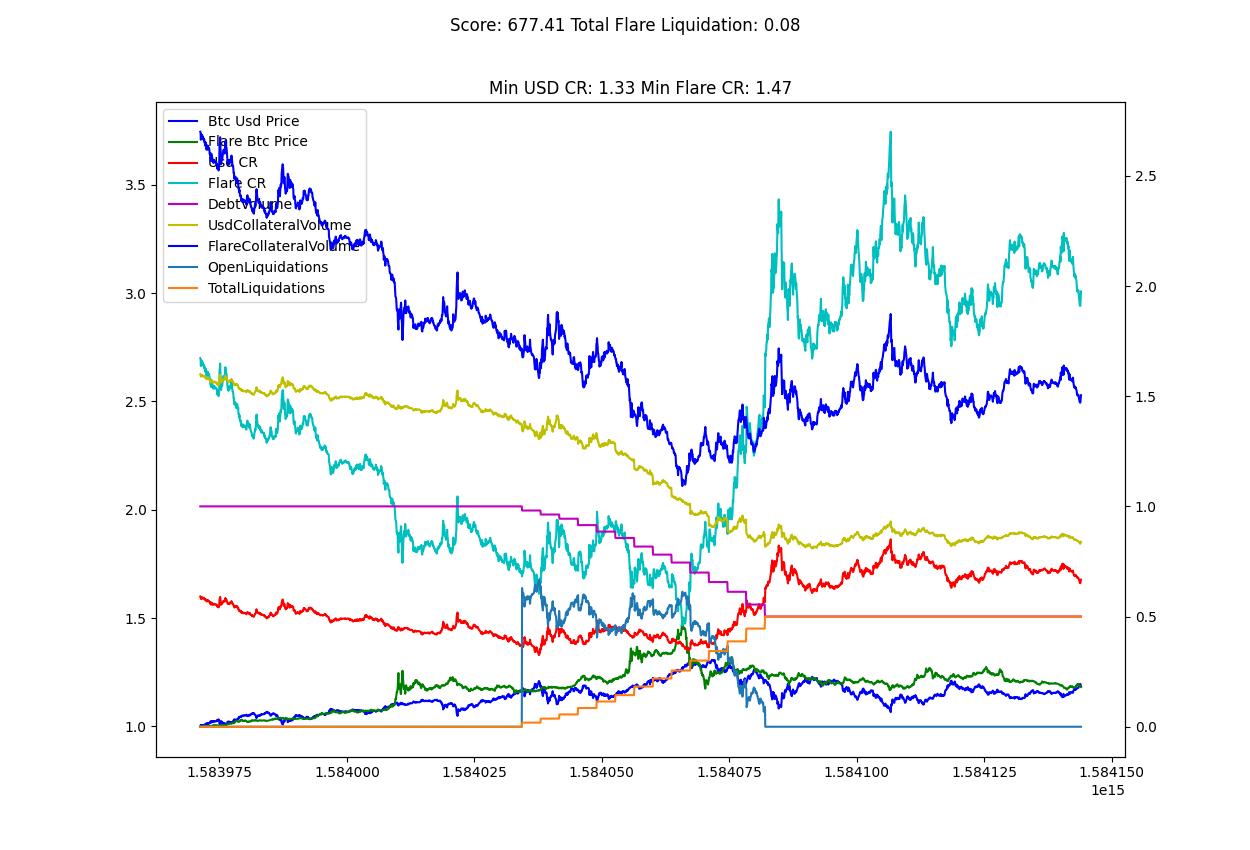 Score: 677.41 Total Flare Liquidation: 0.08
Min USD CR: 1.33 Min Flare CR: 1.47
Btc Usd Price
Flare Btc Price
Usd CR
Flare CR
DebtVolume
UsdCollateralVolume
FlareCollateralVolume
OpenLiquidations
TotalLiquidations
3.5
3.0
2.5
2.0
1.5
1.0
2.5
2.0
1.5
1.0
0.5
0.0
1.583975
1.584000
1.584025
1.584050
1.584075
1.584100
1.584125
1.584150
1e15